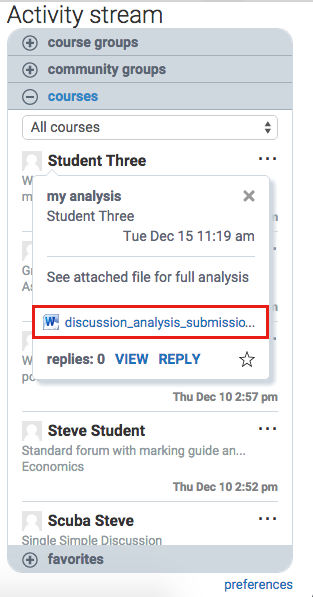 Activity stream
course groups
community groups
courses
All courses
Student Three
W
m
my analysis
Student Three
Tue Dec 15 11:19 am
m
See attached file for full analysis
Gr
As
m
discussion_analysis_submissio...
W
replies: 0 VIEW REPLY
po
Thu Dec 10 2:57 pm
Steve Student
Standard forum with marking guide an...
Economics
Thu Dec 10 2:52 pm
Scuba Steve
Single Simple Discussion
favorites
preferences